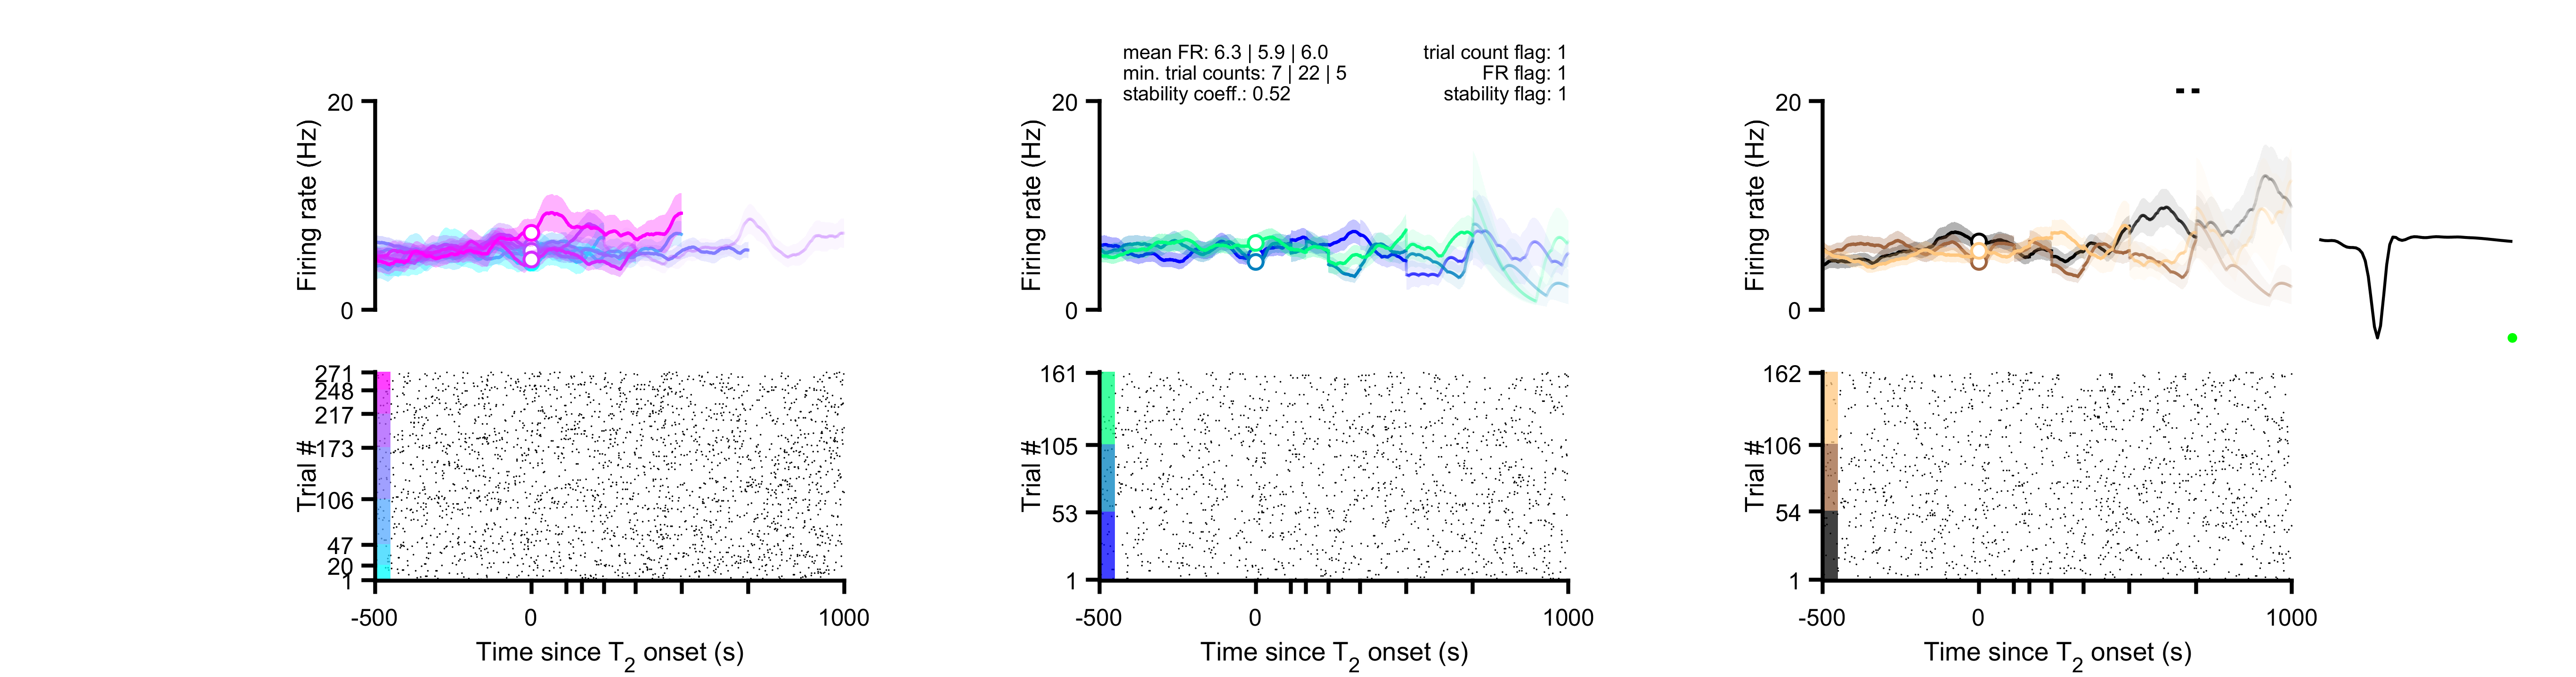 mean FR: 6.3 | 5.9 | 6.0
min. trial counts: 7 | 22 | 5
stability coeff.: 0.52
trial count flag: 1
FR flag: 1
stability flag: 1
20
Firing rate (Hz)
0
20
Firing rate (Hz)
0
20
Firing rate (Hz)
0
271
248
217
173
106
47
20
1
Trial #
-500
0
1000
Time since T2 onset (s)
161
105
53
1
Trial #
-500
0
1000
Time since T2 onset (s)
162
106
54
1
Trial #
-500
0
1000
Time since T2 onset (s)